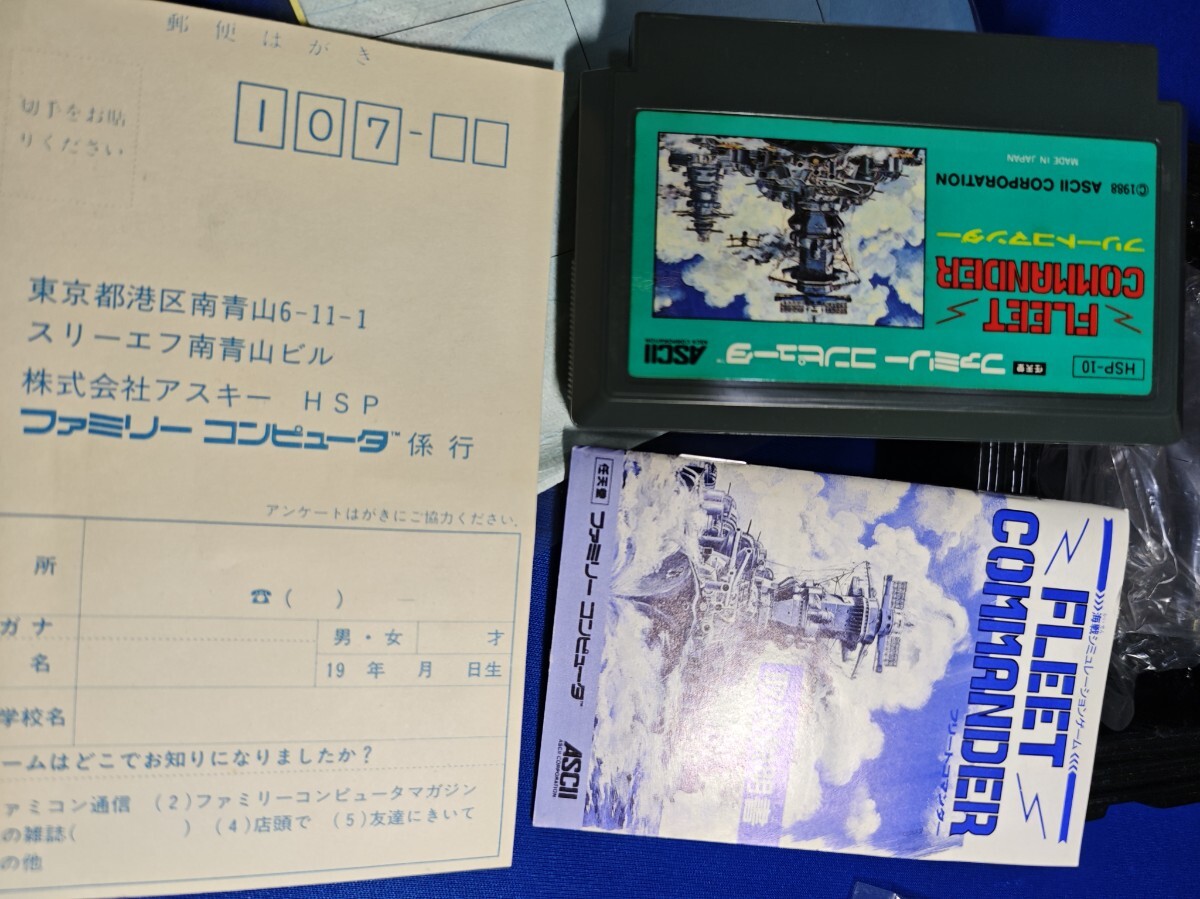 郵便はがき
切手をお貼
りください
107-
東京都港区南青山6-11-1
スリーエフ南青山ビル
株式会社アスキー HSP
ファミリー コンピュータ™ 係 行
アンケートはがきにご協力ください.
所
☎( ) ―
ガナ
男・女 才
名
19 年 月 日生
学校名
ームはどこでお知りになりましたか?
ァミコン通信 (2)ファミリーコンピュータマガジン
の雑誌( ) (4)店頭で (5)友達にきいて
の他
HSP-10
任天堂 ファミリー コンピュータ
ASCII
ASCII CORPORATION
FLEET
COMMANDER
フリートコマンダー
©1988 ASCII CORPORATION
MADE IN JAPAN
海戦シミュレーションゲーム
FLEET
COMMANDER
フリートコマンダー
任天堂 ファミリー コンピュータ™
ASCII
ASCII CORPORATION